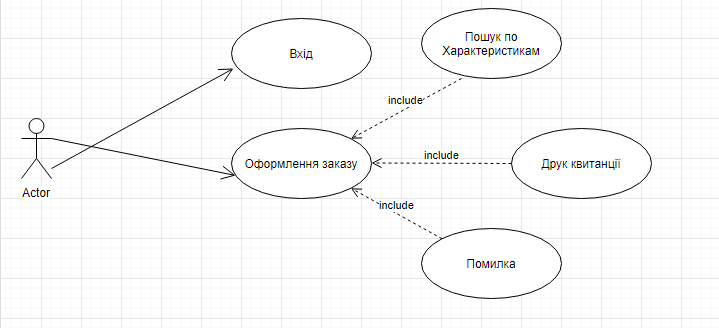 Вхід
Пошук по
Характеристикам
include
Actor
Оформлення заказу
include
Друк квитанції
include
Помилка